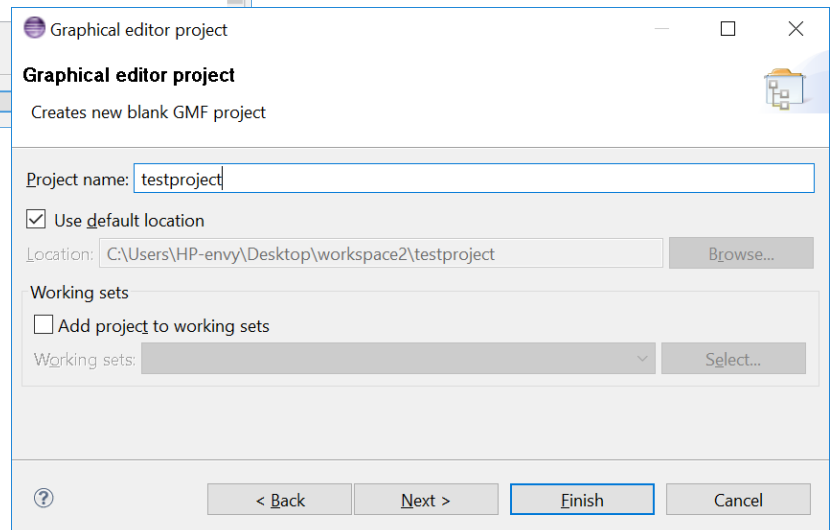 Graphical editor project
Graphical editor project
Creates new blank GMF project
Project name: testproject
Use default location
Location: C:\Users\HP-envy\Desktop\workspace2\testproject Browse...
Working sets
Add project to working sets
Working sets: Select...
? < Back Next > Finish Cancel